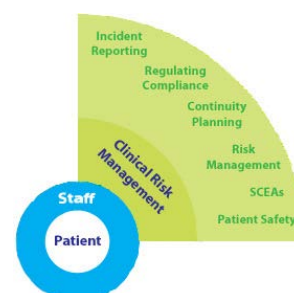 Incident
Reporting
Regulating
Compliance
Continuity
Planning
Risk
Management
SCEAs
Patient Safety
Clinical Risk
Management
Staff
Patient